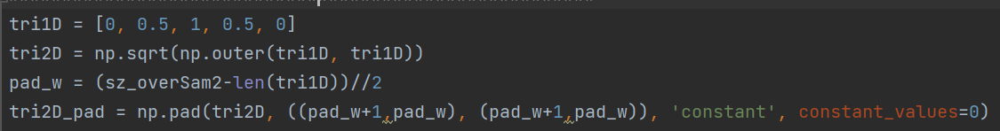 tri1D = [0, 0.5, 1, 0.5, 0]
tri2D = np.sqrt(np.outer(tri1D, tri1D))
pad_w = (sz_overSam2-len(tri1D))//2
tri2D_pad = np.pad(tri2D, ((pad_w+1,pad_w), (pad_w+1,pad_w)), 'constant', constant_values=0)